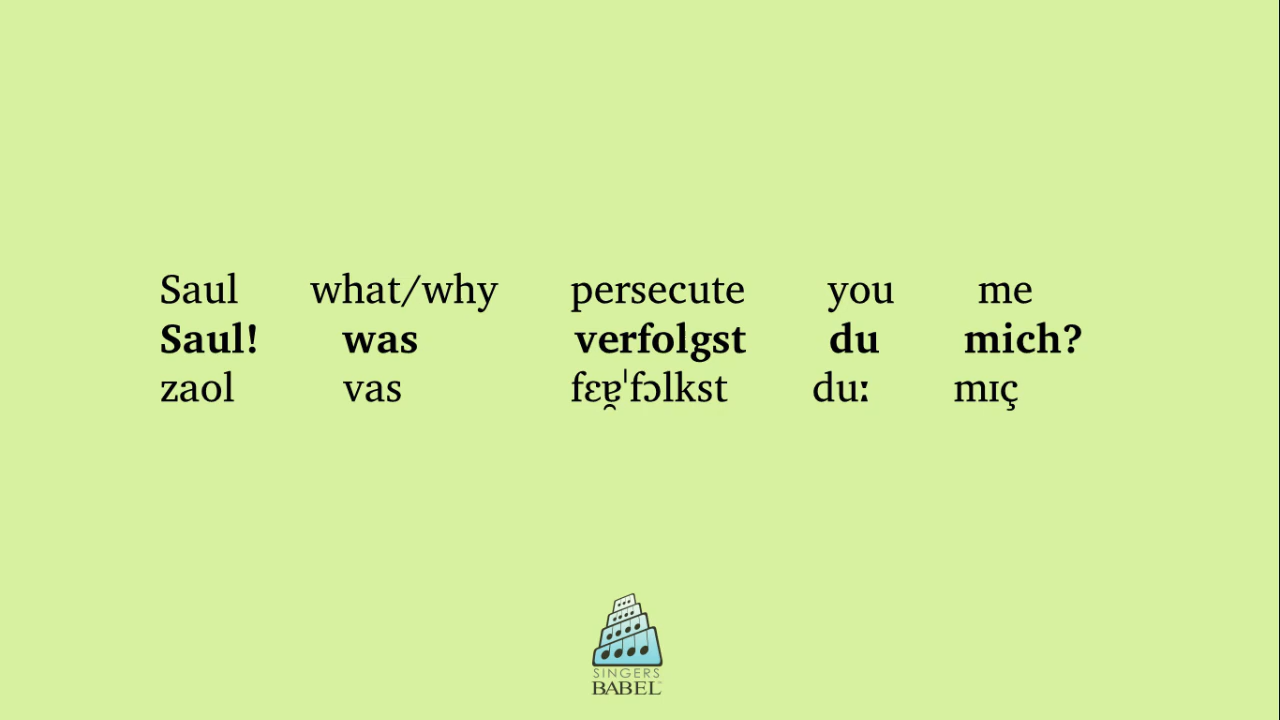 Saul what/why persecute you me
Saul! was verfolgst du mich?
zaol vas fɛɐ̯ˈfɔlkst duː mɪç
SINGERS
BABEL